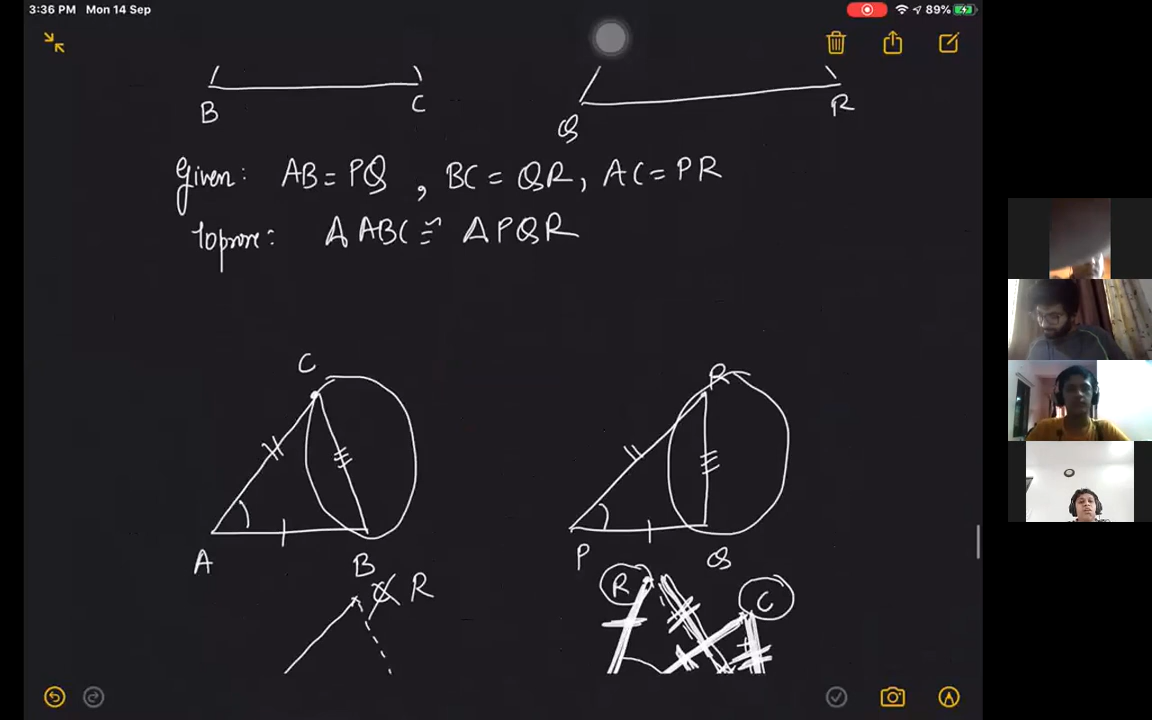 3:36 PM Mon 14 Sep 89%
B C Q R
Given: AB = PQ , BC = QR, AC = PR
To prove: Δ ABC ≅ Δ PQR
C R
A B P Q
R R C